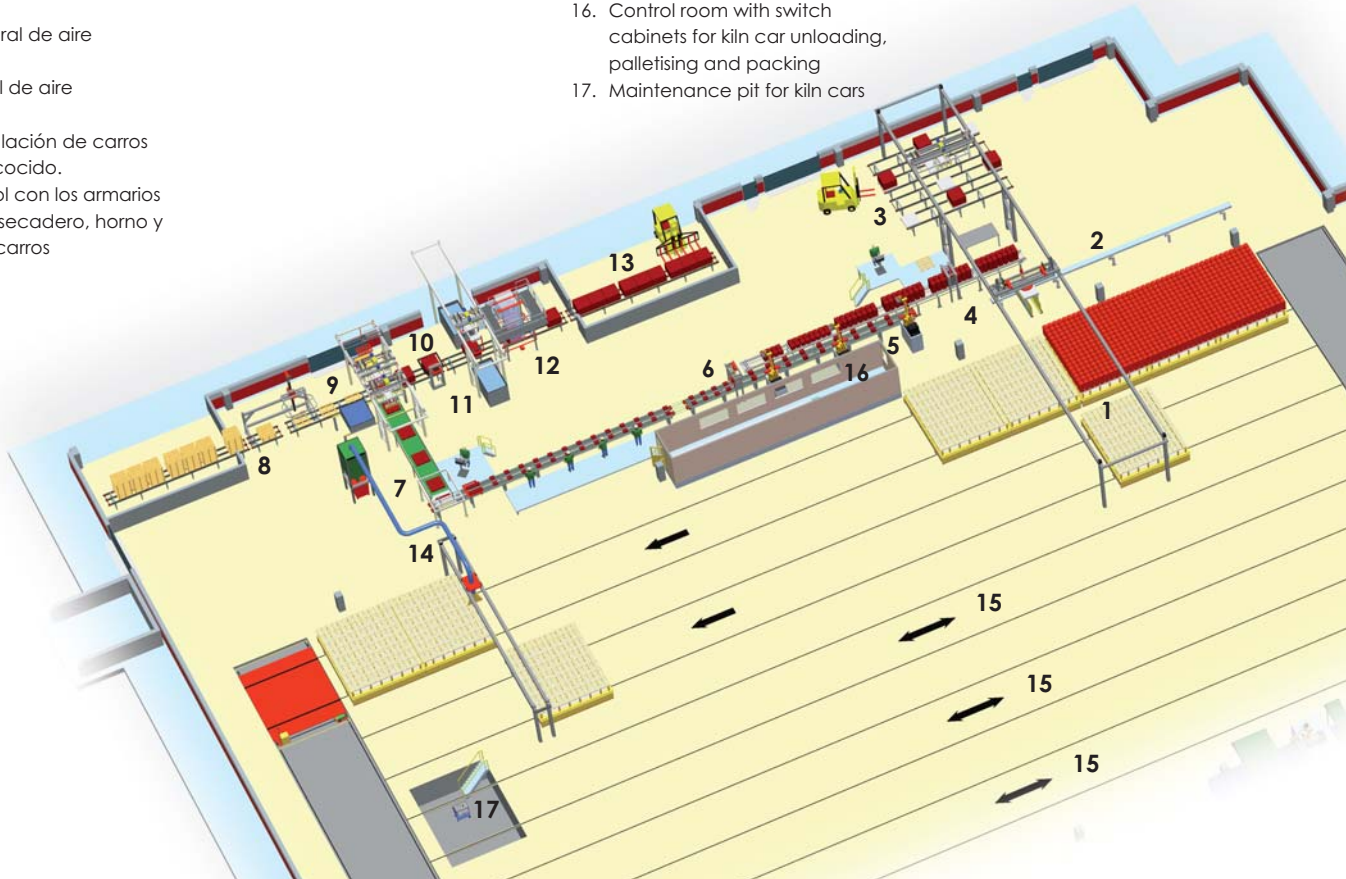 ral de aire
l de aire
lación de carros
cocido.
ol con los armarios
secadero, horno y
carros
16. Control room with switch
cabinets for kiln car unloading,
palletising and packing
17. Maintenance pit for kiln cars
3
2
13
4
10
12
6
5
16
9
11
1
8
7
14
15
15
15
17